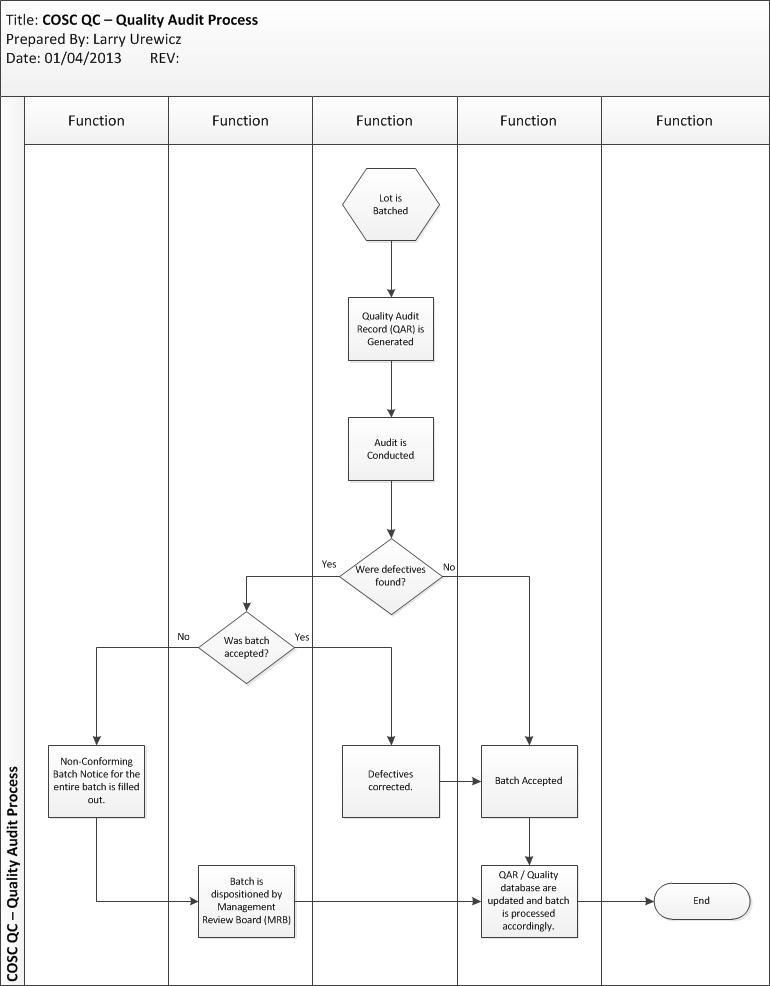 Title: COSC QC – Quality Audit Process
Prepared By: Larry Urewicz
Date: 01/04/2013 REV:
Function
Function
Function
Function
Function
Lot is
Batched
Quality Audit
Record (QAR) is
Generated
Audit is
Conducted
Were defectives
found?
Yes
No
Was batch
accepted?
No
Yes
Non-Conforming
Batch Notice for the
entire batch is filled
out.
Defectives
corrected.
Batch Accepted
Batch is
dispositioned by
Management
Review Board (MRB)
QAR / Quality
database are
updated and batch
is processed
accordingly.
End
COSC QC – Quality Audit Process